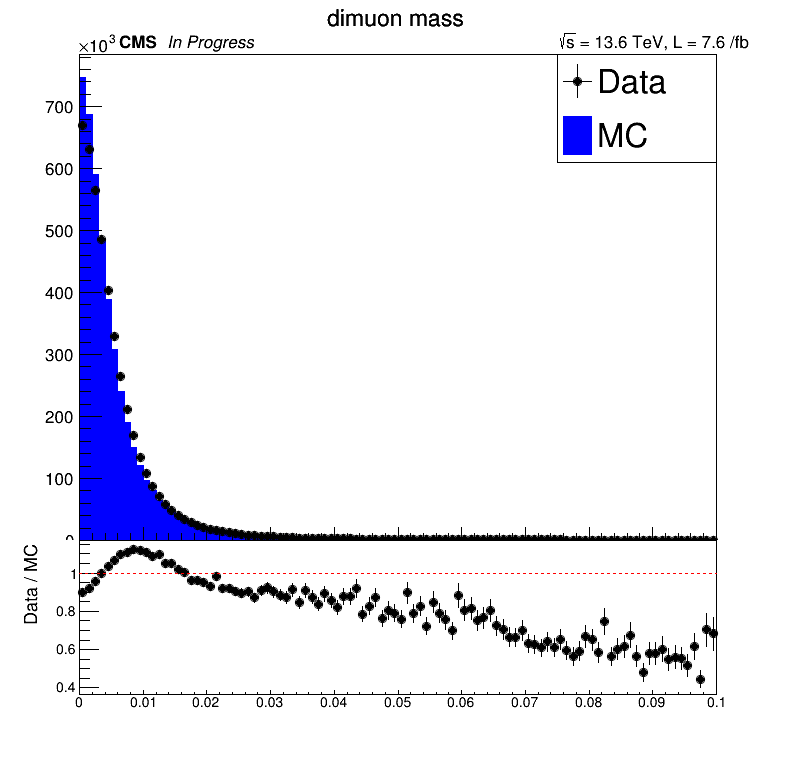 dimuon mass
×10³ CMS In Progress √s = 13.6 TeV, L = 7.6 /fb
Data
MC
700
600
500
400
300
200
100
0
Data / MC
1
0.8
0.6
0.4
0 0.01 0.02 0.03 0.04 0.05 0.06 0.07 0.08 0.09 0.1